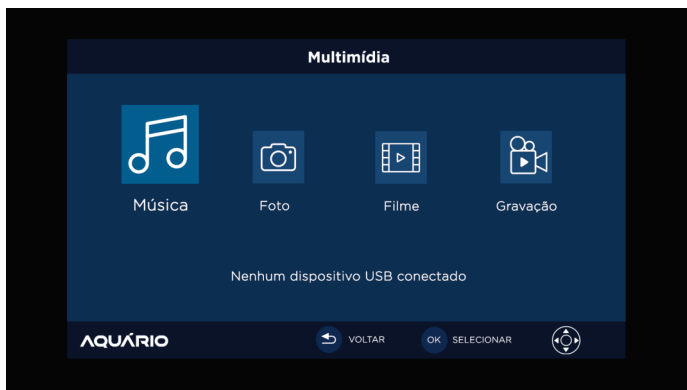 Multimídia
Música
Foto
Filme
Gravação
Nenhum dispositivo USB conectado
AQUÁRIO
VOLTAR
OK SELECIONAR